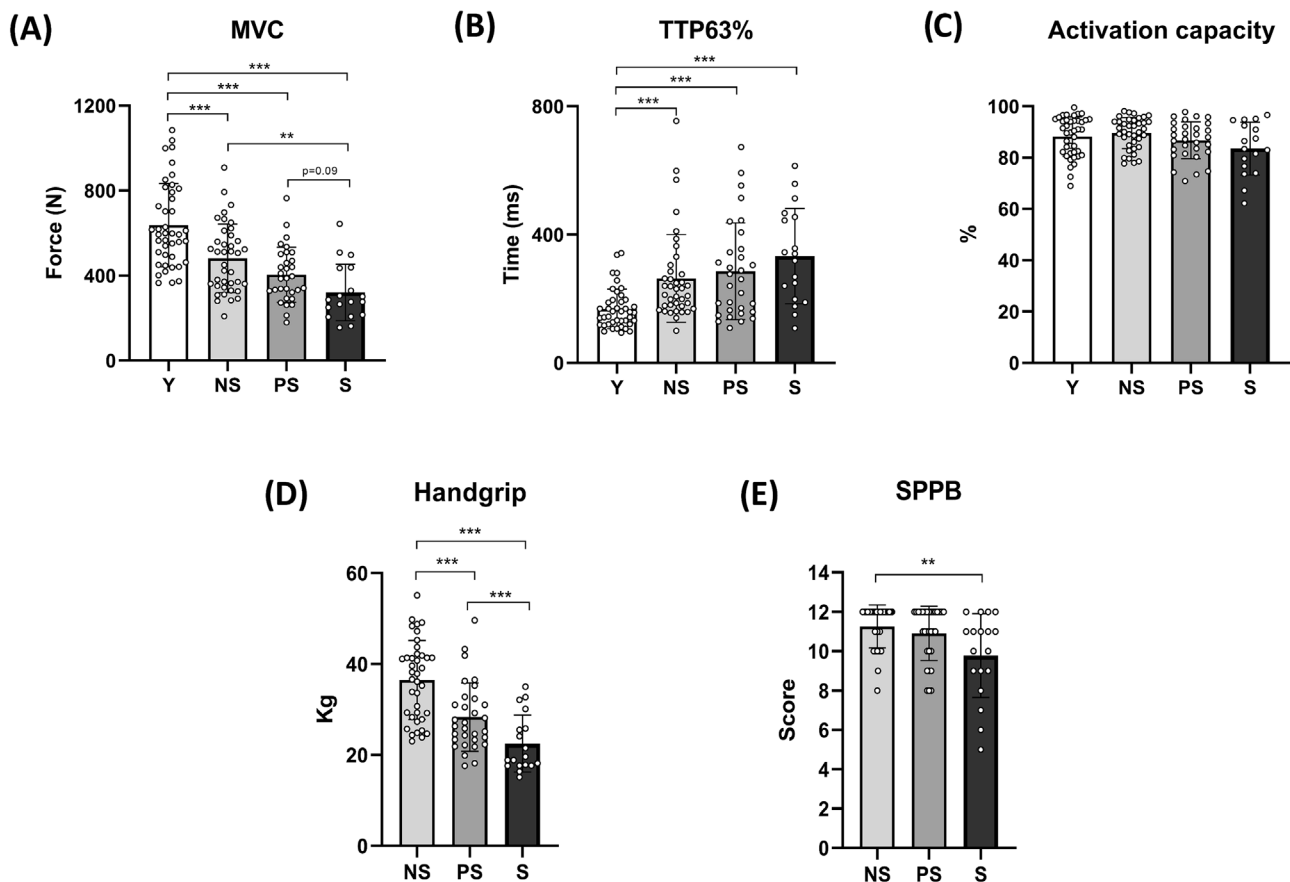 (A)
MVC
Force (N)
1200
800
400
0
***
***
***
**
p=0.09
Y NS PS S
(B)
TTP63%
Time (ms)
800
400
0
***
***
***
Y NS PS S
(C)
Activation capacity
%
100
80
60
40
20
0
Y NS PS S
(D)
Handgrip
Kg
60
40
20
0
***
***
***
NS PS S
(E)
SPPB
Score
14
12
10
8
6
4
2
0
**
NS PS S